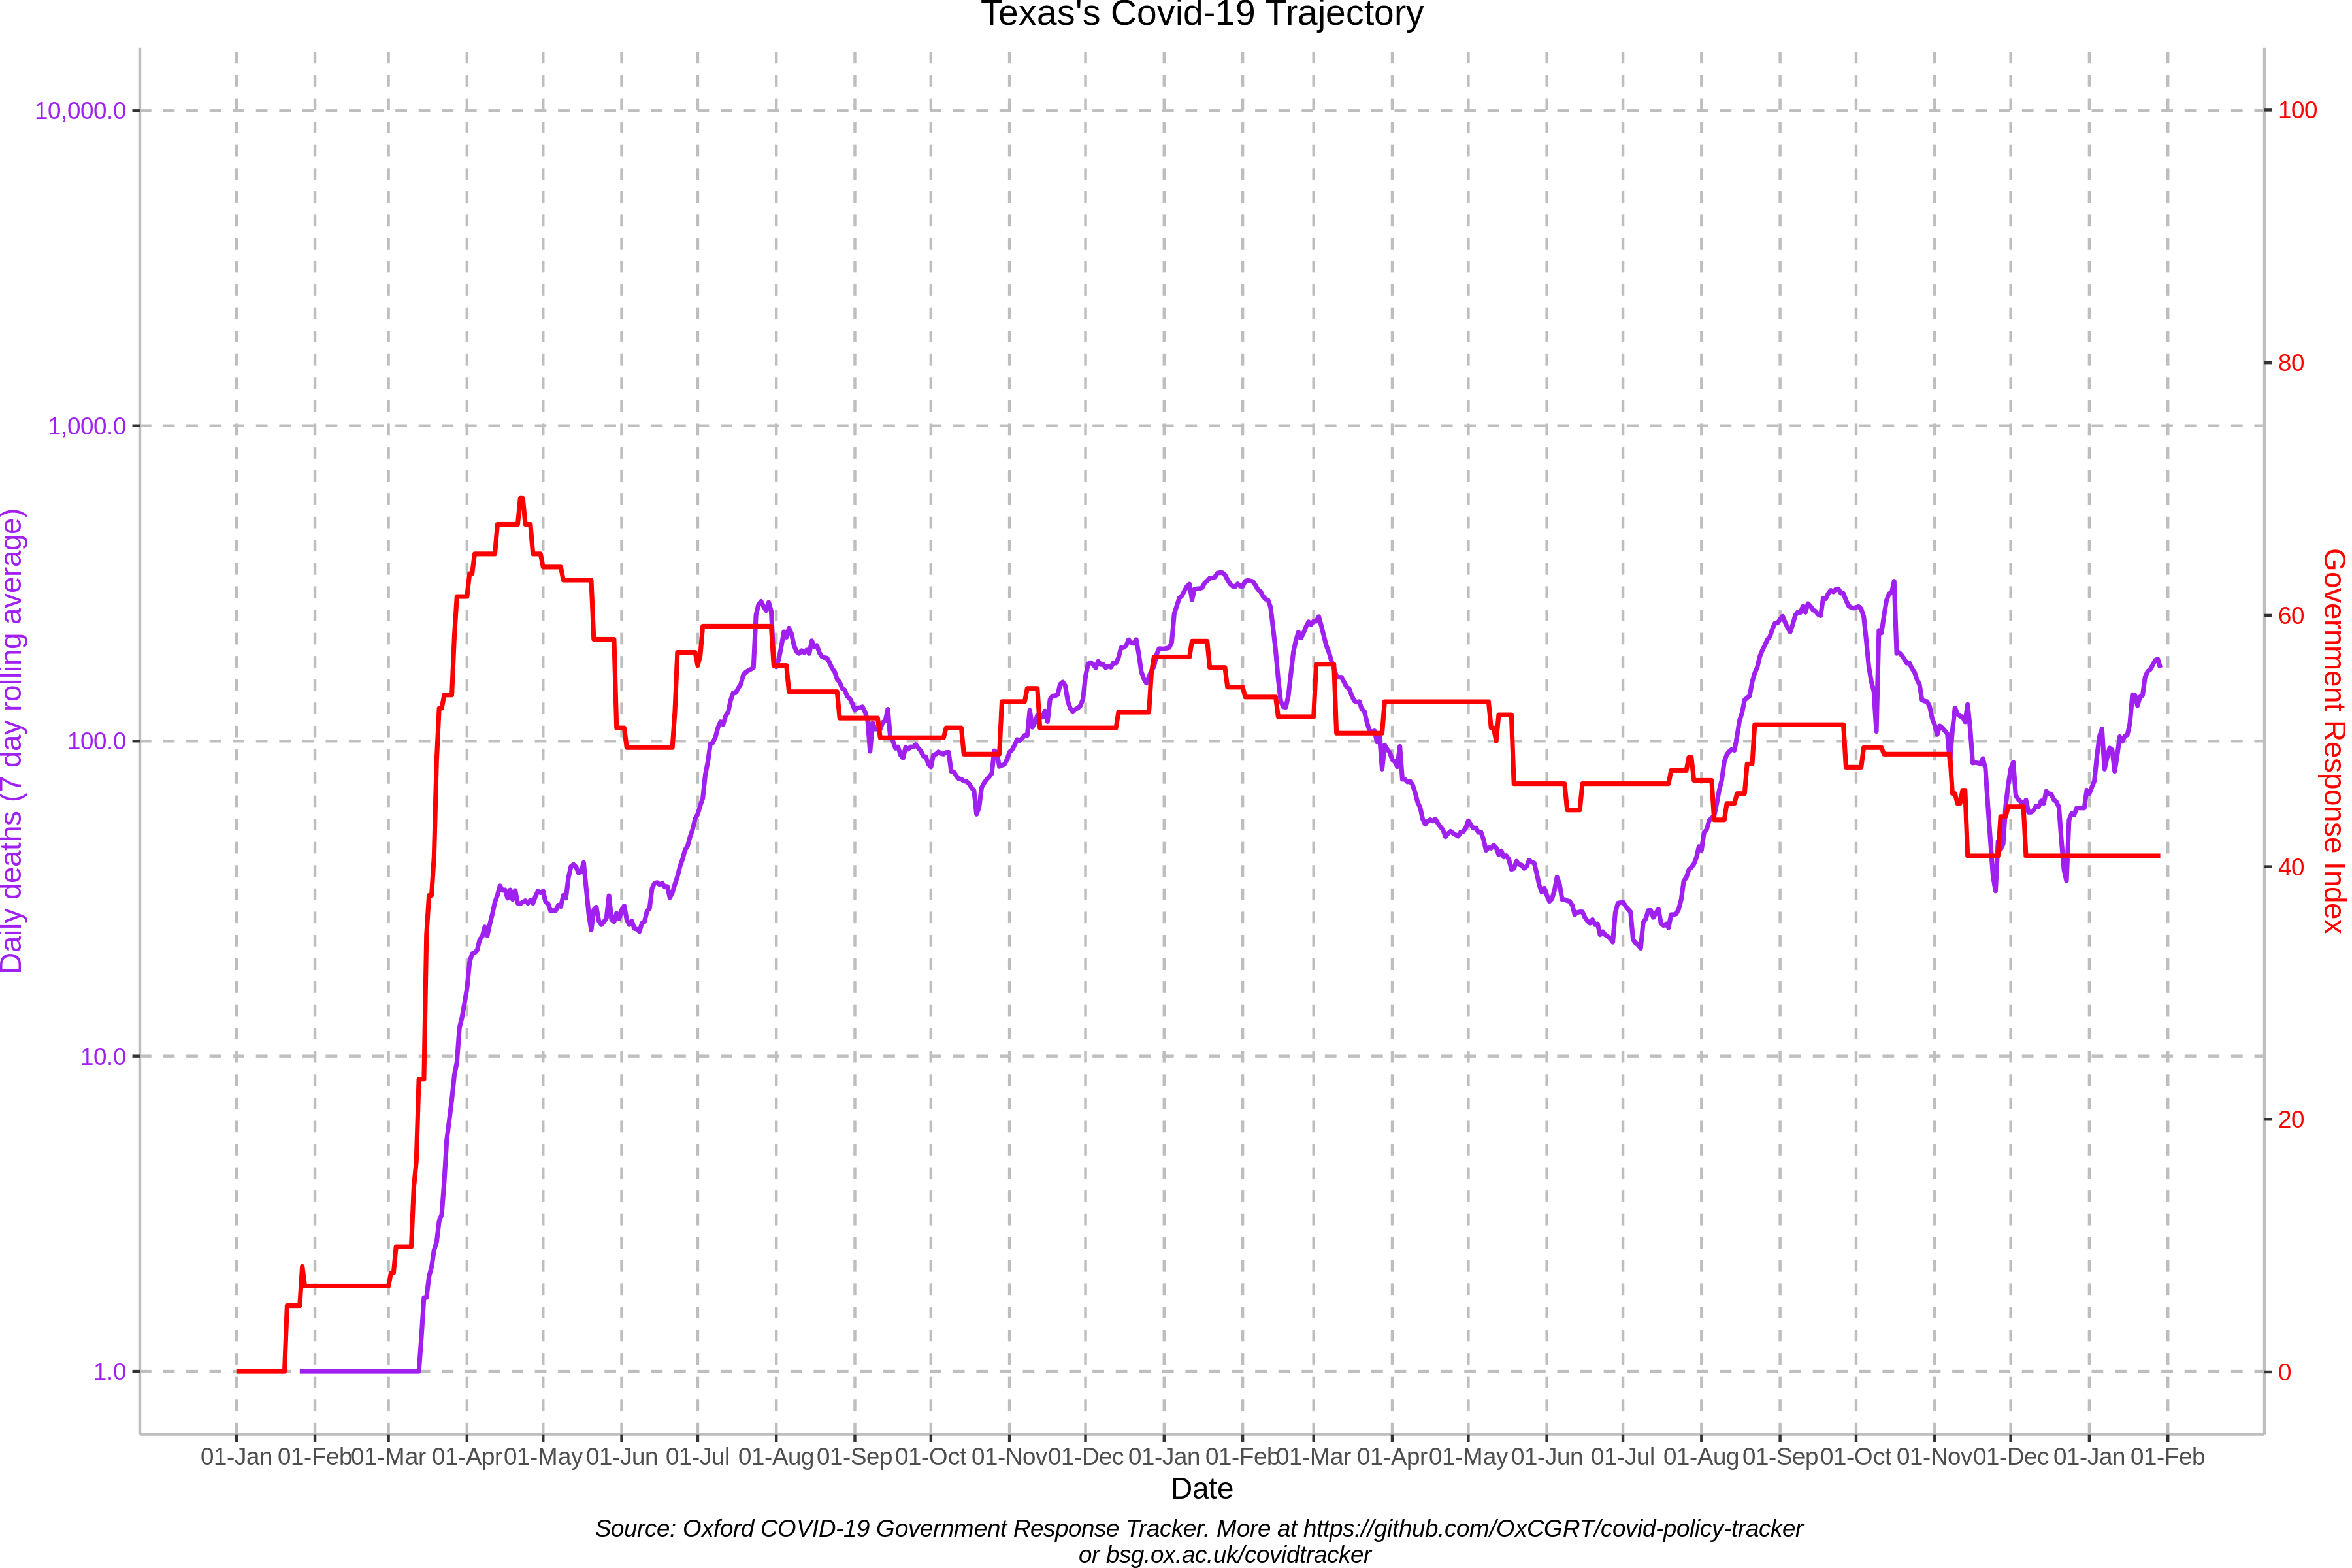 Texas's Covid-19 Trajectory
10,000.0
1,000.0
100.0
10.0
1.0
Daily deaths (7 day rolling average)
100
80
60
40
20
0
Government Response Index
01-Jan 01-Feb 01-Mar 01-Apr 01-May 01-Jun 01-Jul 01-Aug 01-Sep 01-Oct 01-Nov 01-Dec 01-Jan 01-Feb 01-Mar 01-Apr 01-May 01-Jun 01-Jul 01-Aug 01-Sep 01-Oct 01-Nov 01-Dec 01-Jan 01-Feb
Date
Source: Oxford COVID-19 Government Response Tracker. More at https://github.com/OxCGRT/covid-policy-tracker
or bsg.ox.ac.uk/covidtracker